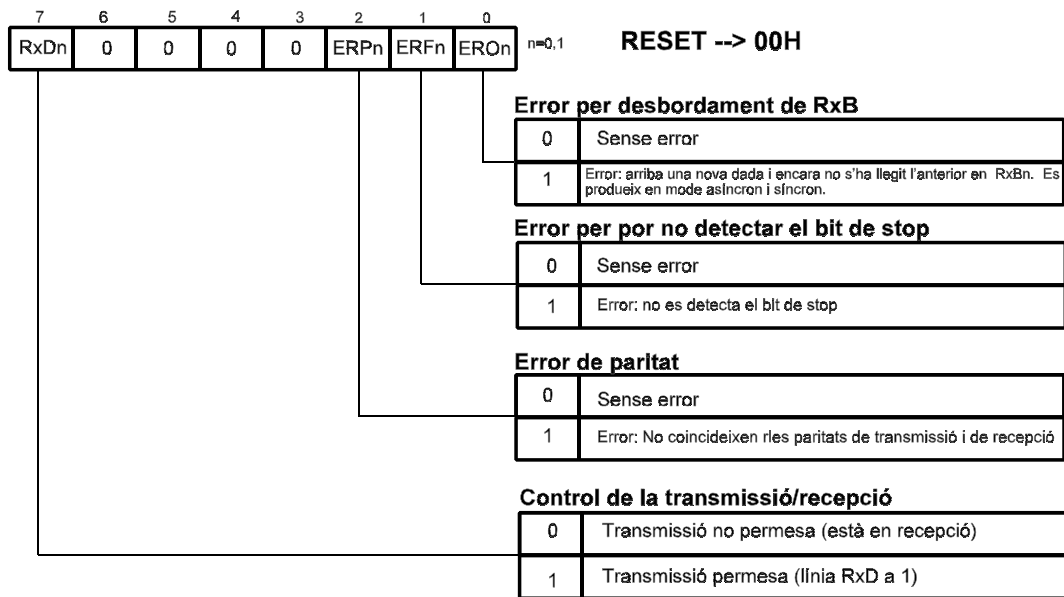 7 6 5 4 3 2 1 0
RxDn 0 0 0 0 ERPn ERFn EROn n=0,1 RESET --> 00H
Error per desbordament de RxB
0 Sense error
1 Error: arriba una nova dada i encara no s'ha llegit l'anterior en RxBn. Es
produeix en mode asíncron i síncron.
Error per por no detectar el bit de stop
0 Sense error
1 Error: no es detecta el bit de stop
Error de paritat
0 Sense error
1 Error: No coincideixen rles paritats de transmissió i de recepció
Control de la transmissió/recepció
0 Transmissió no permesa (està en recepció)
1 Transmissió permesa (línia RxD a 1)